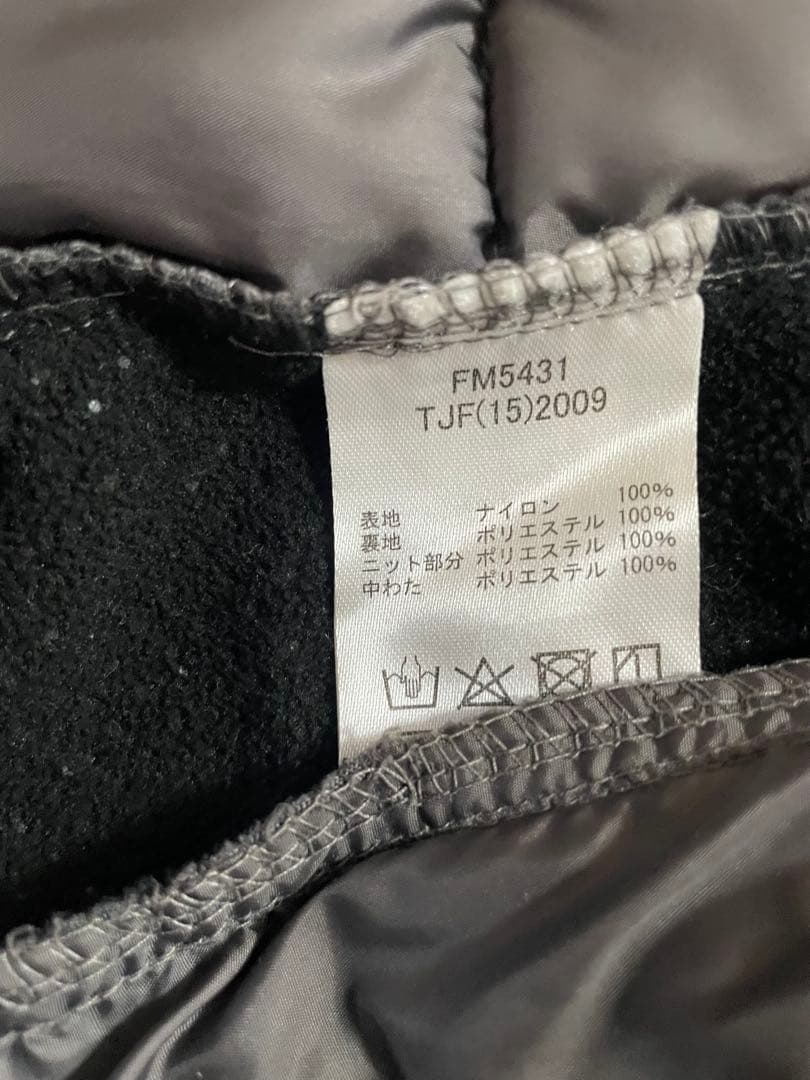 FM5431
TJF(15)2009
表地 ナイロン 100%
裏地 ポリエステル 100%
ニット部分 ポリエステル 100%
中わた ポリエステル 100%